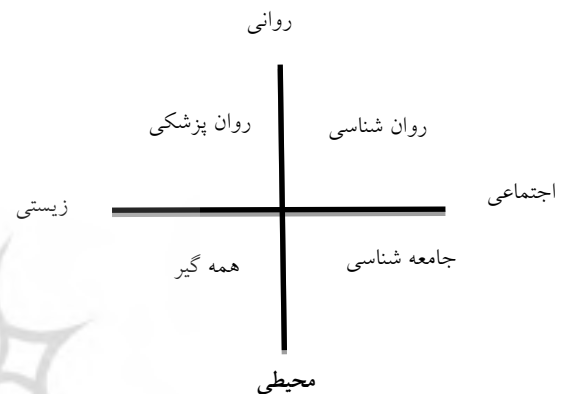 روانی
روان شناسی
روان پزشکی
اجتماعی
زیستی
جامعه شناسی
همه گیر
محیطی